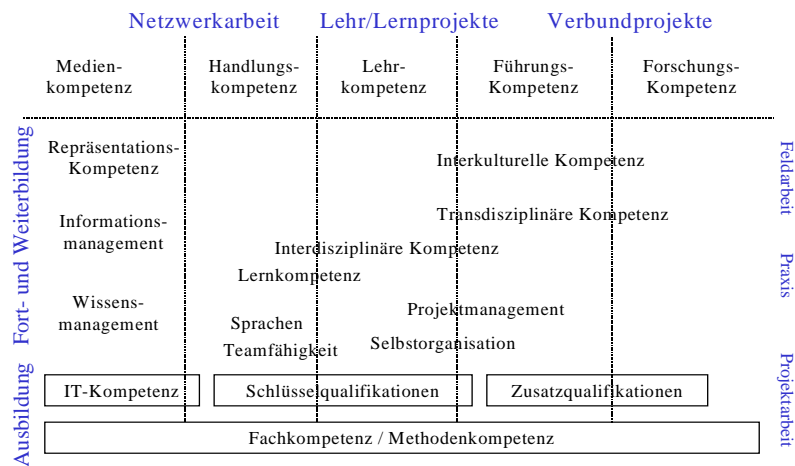 Netzwerkarbeit Lehr/Lernprojekte Verbundprojekte
Medien-
kompetenz
Handlungs-
kompetenz
Lehr-
kompetenz
Führungs-
Kompetenz
Forschungs-
Kompetenz
Fort- und Weiterbildung
Repräsentations-
Kompetenz
Interkulturelle Kompetenz
Feldarbeit
Informations-
management
Transdisziplinäre Kompetenz
Interdisziplinäre Kompetenz
Lernkompetenz
Praxis
Wissens-
management
Projektmanagement
Sprachen
Teamfähigkeit
Selbstorganisation
Ausbildung
IT-Kompetenz
Schlüsselqualifikationen
Zusatzqualifikationen
Projektarbeit
Fachkompetenz / Methodenkompetenz